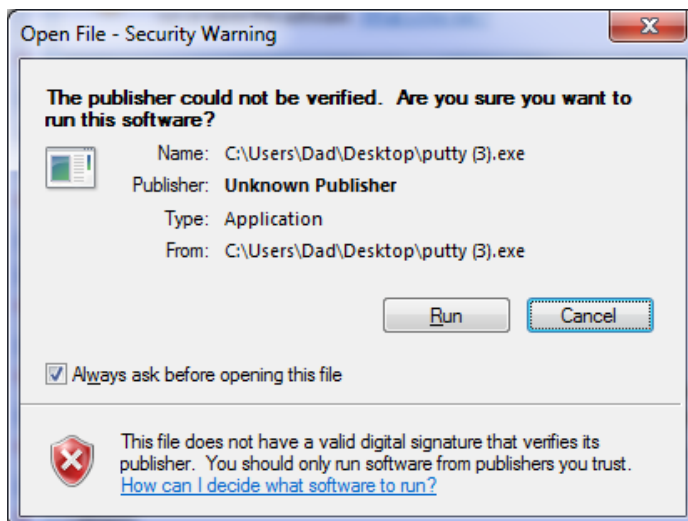 Open File - Security Warning
The publisher could not be verified.  Are you sure you want to
run this software?
Name: C:\Users\Dad\Desktop\putty (3).exe
Publisher: Unknown Publisher
Type: Application
From: C:\Users\Dad\Desktop\putty (3).exe
Run Cancel
Always ask before opening this file
This file does not have a valid digital signature that verifies its
publisher.  You should only run software from publishers you trust.
How can I decide what software to run?